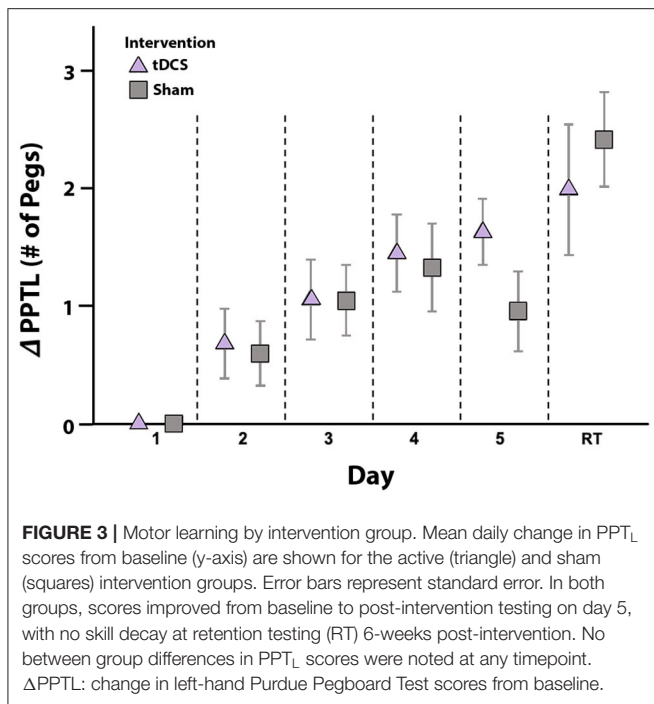 Intervention
tDCS
Sham
3
2
1
0
Δ PPTL (# of Pegs)
1 2 3 4 5 RT
Day
FIGURE 3 | Motor learning by intervention group. Mean daily change in PPTL
scores from baseline (y-axis) are shown for the active (triangle) and sham
(squares) intervention groups. Error bars represent standard error. In both
groups, scores improved from baseline to post-intervention testing on day 5,
with no skill decay at retention testing (RT) 6-weeks post-intervention. No
between group differences in PPTL scores were noted at any timepoint.
ΔPPTL: change in left-hand Purdue Pegboard Test scores from baseline.